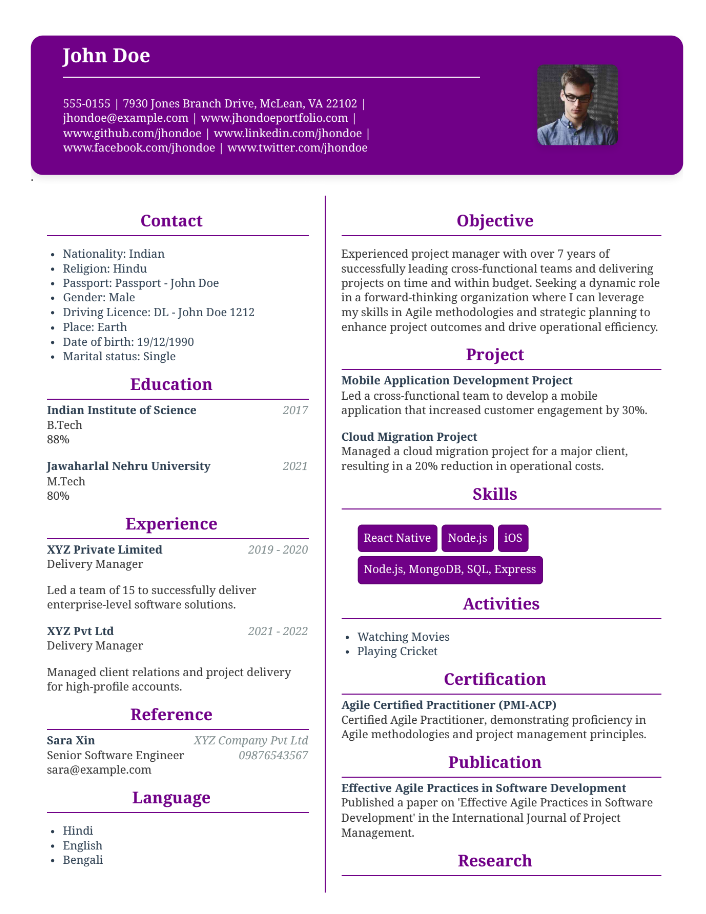 John Doe
555-0155 | 7930 Jones Branch Drive, McLean, VA 22102 |
jhondoe@example.com | www.jhondoeportfolio.com |
www.github.com/jhondoe | www.linkedin.com/jhondoe |
www.facebook.com/jhondoe | www.twitter.com/jhondoe
.
Contact
• Nationality: Indian
• Religion: Hindu
• Passport: Passport - John Doe
• Gender: Male
• Driving Licence: DL - John Doe 1212
• Place: Earth
• Date of birth: 19/12/1990
• Marital status: Single
Education
Indian Institute of Science 2017
B.Tech
88%
Jawaharlal Nehru University 2021
M.Tech
80%
Experience
XYZ Private Limited 2019 - 2020
Delivery Manager
Led a team of 15 to successfully deliver
enterprise-level software solutions.
XYZ Pvt Ltd 2021 - 2022
Delivery Manager
Managed client relations and project delivery
for high-profile accounts.
Reference
Sara Xin XYZ Company Pvt Ltd
Senior Software Engineer 09876543567
sara@example.com
Language
• Hindi
• English
• Bengali
Objective
Experienced project manager with over 7 years of
successfully leading cross-functional teams and delivering
projects on time and within budget. Seeking a dynamic role
in a forward-thinking organization where I can leverage
my skills in Agile methodologies and strategic planning to
enhance project outcomes and drive operational efficiency.
Project
Mobile Application Development Project
Led a cross-functional team to develop a mobile
application that increased customer engagement by 30%.
Cloud Migration Project
Managed a cloud migration project for a major client,
resulting in a 20% reduction in operational costs.
Skills
React Native Node.js iOS
Node.js, MongoDB, SQL, Express
Activities
• Watching Movies
• Playing Cricket
Certification
Agile Certified Practitioner (PMI-ACP)
Certified Agile Practitioner, demonstrating proficiency in
Agile methodologies and project management principles.
Publication
Effective Agile Practices in Software Development
Published a paper on 'Effective Agile Practices in Software
Development' in the International Journal of Project
Management.
Research